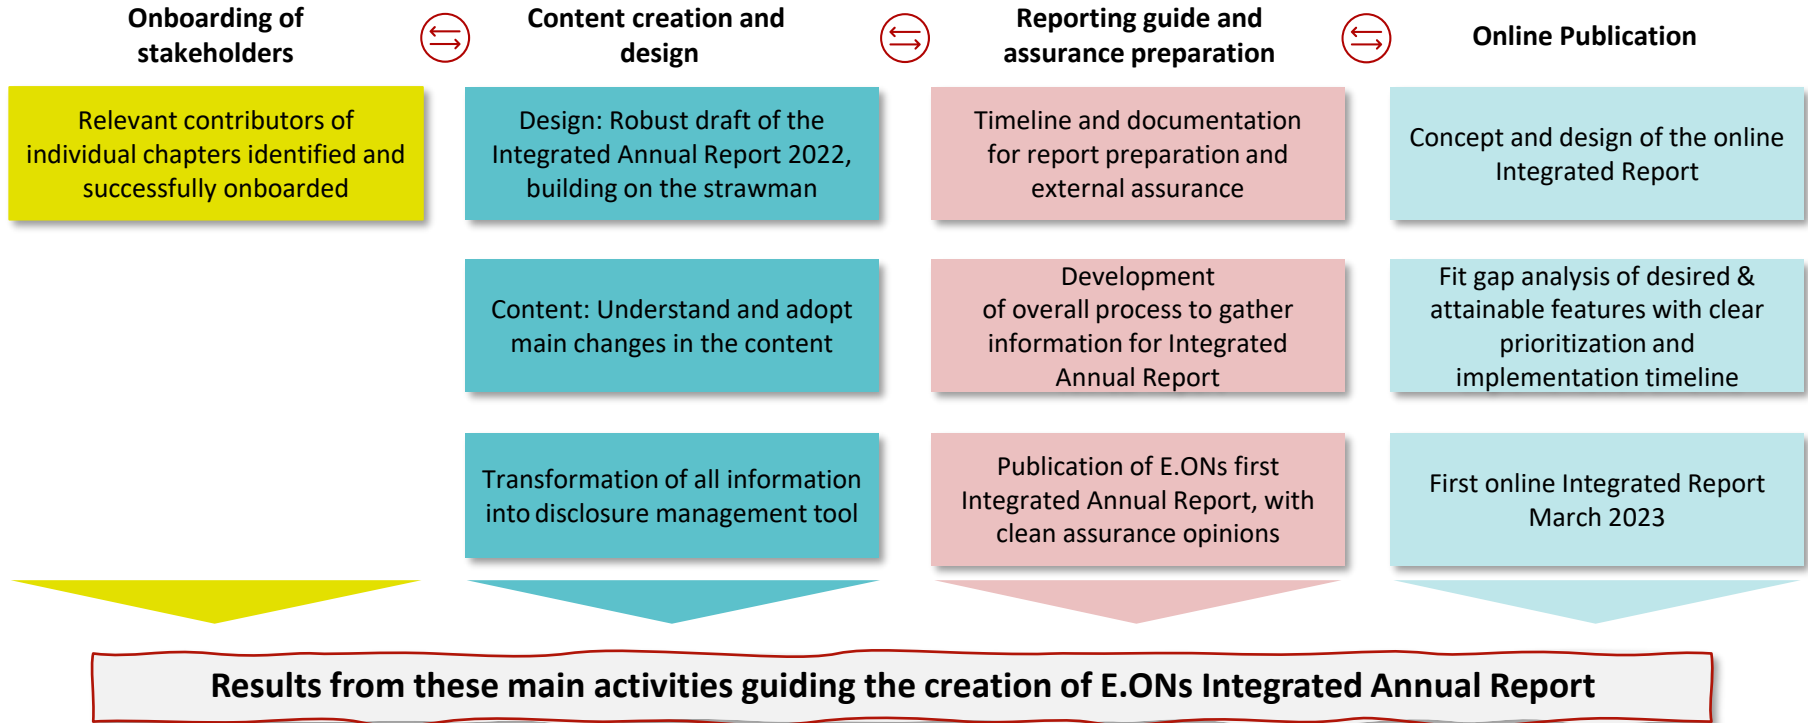 Onboarding of
stakeholders
Content creation and
design
Reporting guide and
assurance preparation
Online Publication
Relevant contributors of
individual chapters identified and
successfully onboarded
Design: Robust draft of the
Integrated Annual Report 2022,
building on the strawman
Timeline and documentation
for report preparation and
external assurance
Concept and design of the online
Integrated Report
Content: Understand and adopt
main changes in the content
Development
of overall process to gather
information for Integrated
Annual Report
Fit gap analysis of desired &
attainable features with clear
prioritization and
implementation timeline
Transformation of all information
into disclosure management tool
Publication of E.ONs first
Integrated Annual Report, with
clean assurance opinions
First online Integrated Report
March 2023
Results from these main activities guiding the creation of E.ONs Integrated Annual Report